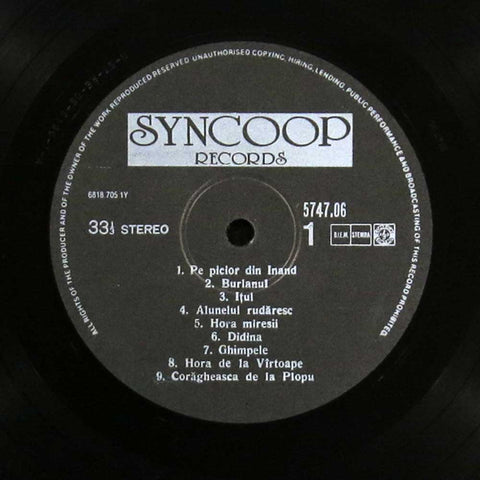 ALL RIGHTS OF THE PRODUCER AND OF THE OWNER OF THE WORK REPRODUCED RESERVED UNAUTHORISED COPYING, HIRING, LENDING, PUBLIC PERFORMANCE AND BROADCASTING OF THIS RECORD PROHIBITED.
SYNCOOP
RECORDS
6818 705 1Y
33⅓ STEREO
5747.06
1
B.I.E.M. STEMRA
1. Pe picior din Inand
2. Burlanul
3. Ițul
4. Alunelul rudăresc
5. Hora miresii
6. Didina
7. Ghimpele
8. Hora de la Vîrtoape
9. Corăgheasca de la Plopu